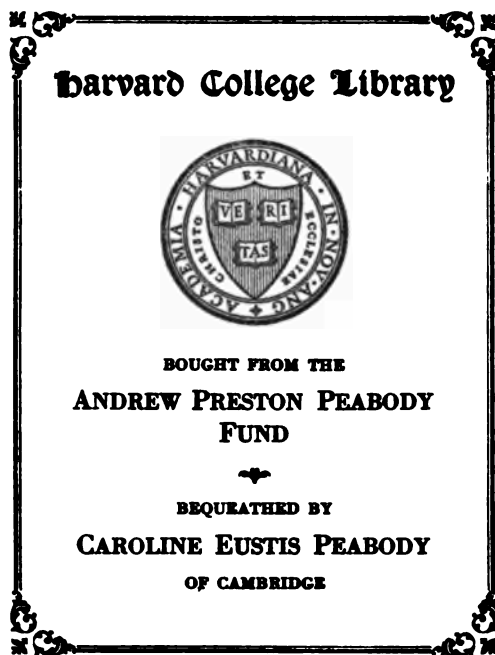 Harvard College Library
ACADEMIA · HARVARDIANA · IN · NOV · ANG
ET
VE RI
TAS
CHRISTO
ECCLESIAE
BOUGHT FROM THE
ANDREW PRESTON PEABODY
FUND
BEQUEATHED BY
CAROLINE EUSTIS PEABODY
OF CAMBRIDGE